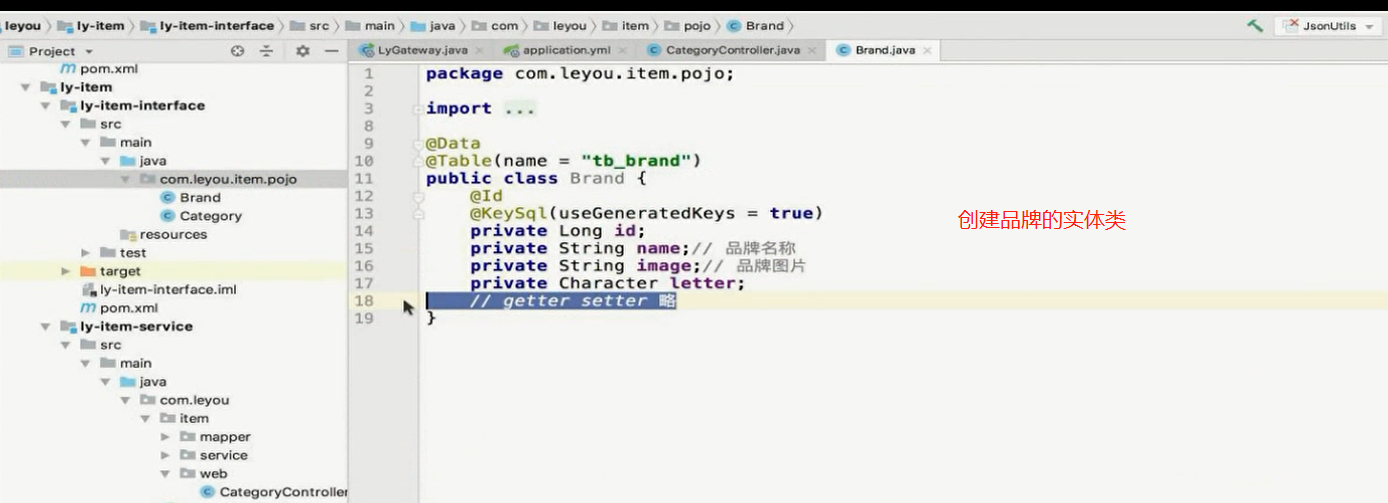 leyou ly-item ly-item-interface src main java com leyou item pojo Brand JsonUtils
Project LyGateway.java application.yml CategoryController.java Brand.java
pom.xml
ly-item
ly-item-interface
src
main
java
com.leyou.item.pojo
Brand
Category
resources
test
target
ly-item-interface.iml
pom.xml
ly-item-service
src
main
java
com.leyou
item
mapper
service
web
CategoryController
1 package com.leyou.item.pojo;
2
3 import ...
8
9 @Data
10 @Table(name = "tb_brand")
11 public class Brand {
12 @Id
13 @KeySql(useGeneratedKeys = true)
14 private Long id;
15 private String name;// 品牌名称
16 private String image;// 品牌图片
17 private Character letter;
18 // getter setter 略
19 }
创建品牌的实体类